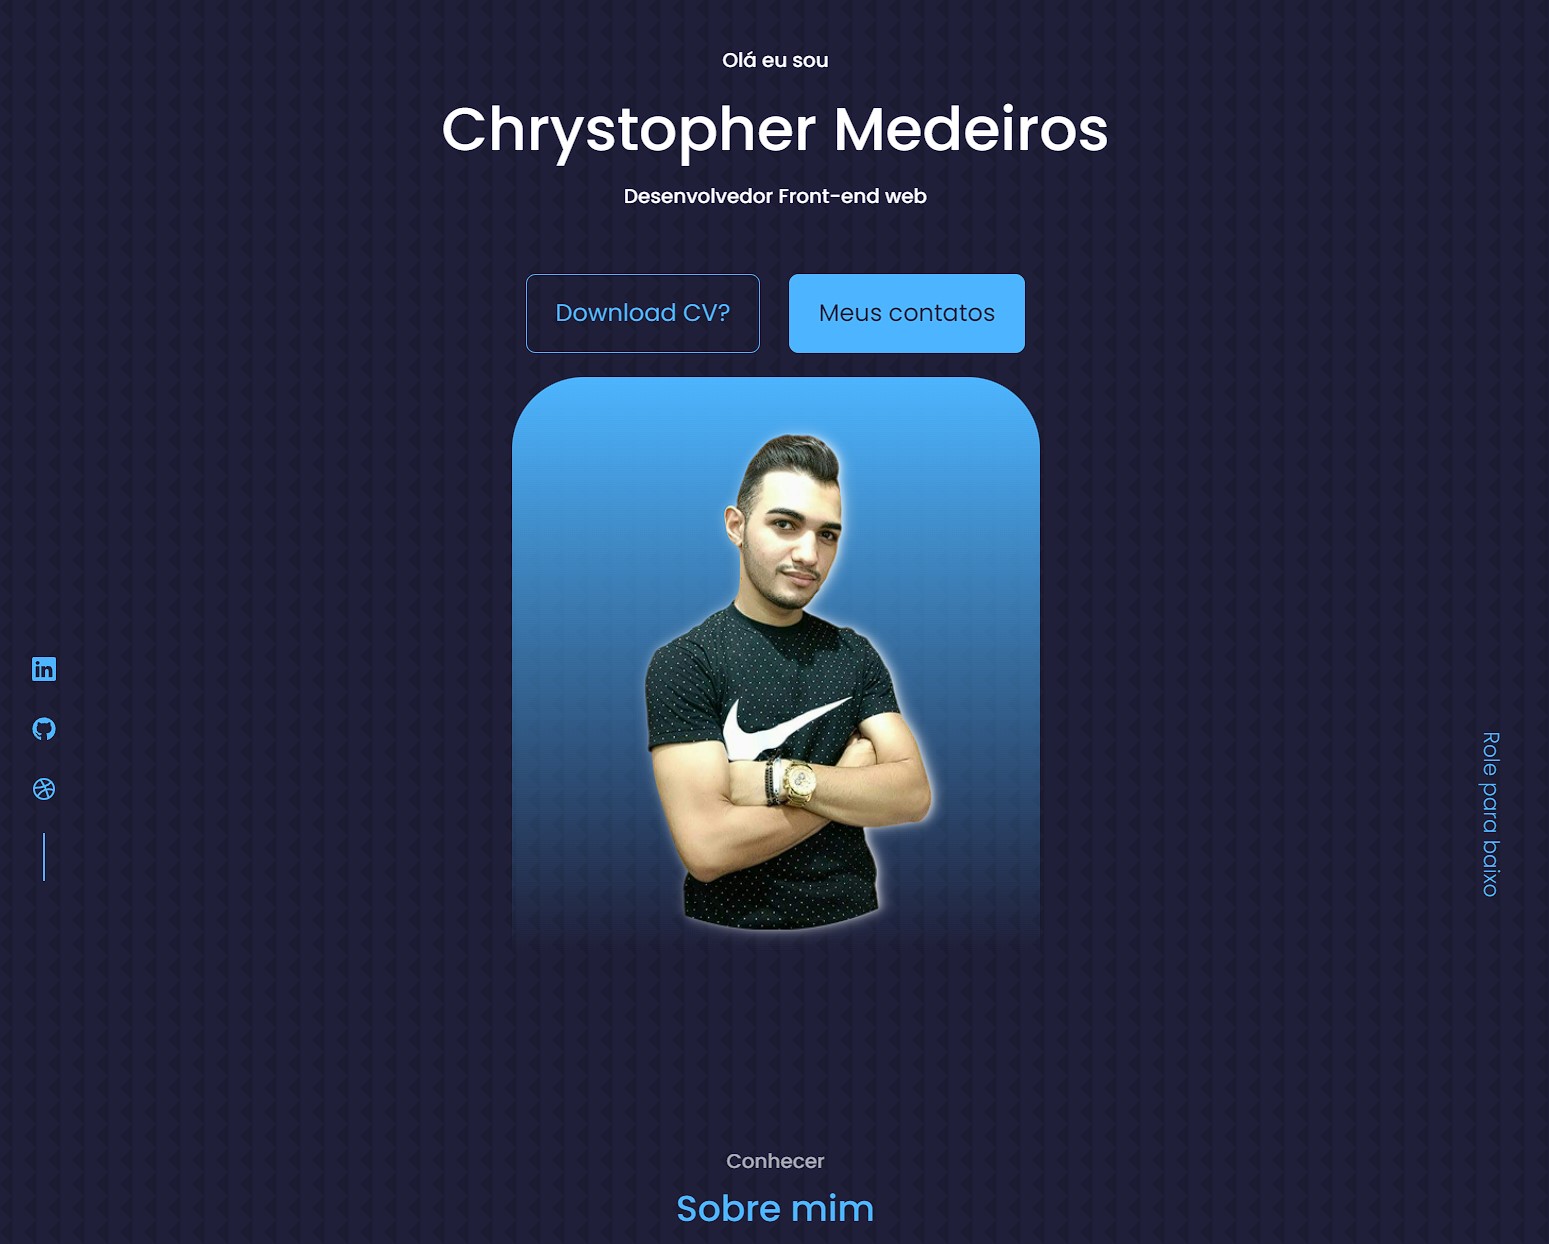 Olá eu sou
Chrystopher Medeiros
Desenvolvedor Front-end web
Download CV?
Meus contatos
in
Role para baixo
Conhecer
Sobre mim